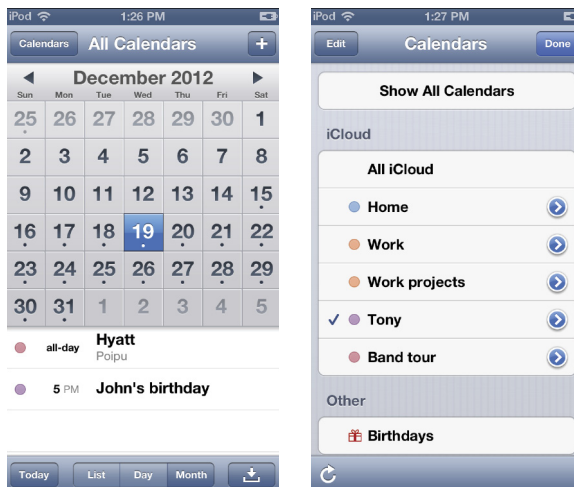 iPod 1:26 PM
Calendars All Calendars +
December 2012
Sun Mon Tue Wed Thu Fri Sat
25 26 27 28 29 30 1
2 3 4 5 6 7 8
9 10 11 12 13 14 15
16 17 18 19 20 21 22
23 24 25 26 27 28 29
30 31 1 2 3 4 5
all-day Hyatt
Poipu
5 PM John's birthday
Today List Day Month
iPod 1:27 PM
Edit Calendars Done
Show All Calendars
iCloud
All iCloud
Home
Work
Work projects
Tony
Band tour
Other
Birthdays